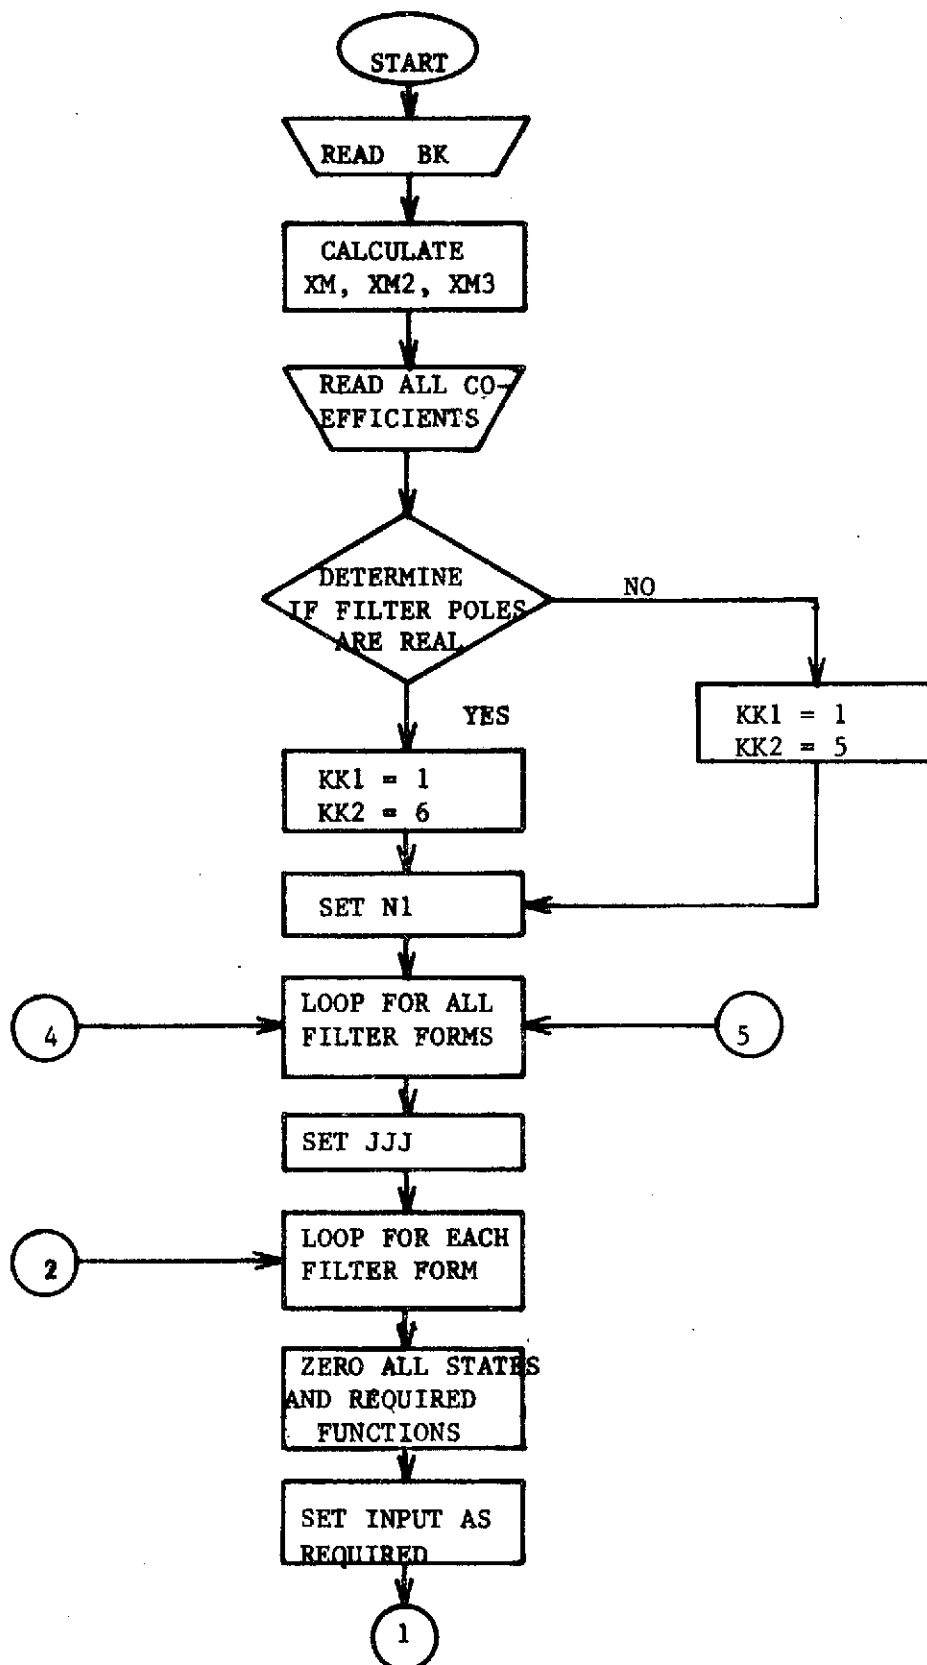 START
READ BK
CALCULATE
XM, XM2, XM3
READ ALL CO-
EFFICIENTS
DETERMINE
IF FILTER POLES
ARE REAL
NO
YES
KK1 = 1
KK2 = 5
KK1 = 1
KK2 = 6
SET N1
LOOP FOR ALL
FILTER FORMS
4
5
SET JJJ
LOOP FOR EACH
FILTER FORM
2
ZERO ALL STATES
AND REQUIRED
FUNCTIONS
SET INPUT AS
REQUIRED
1